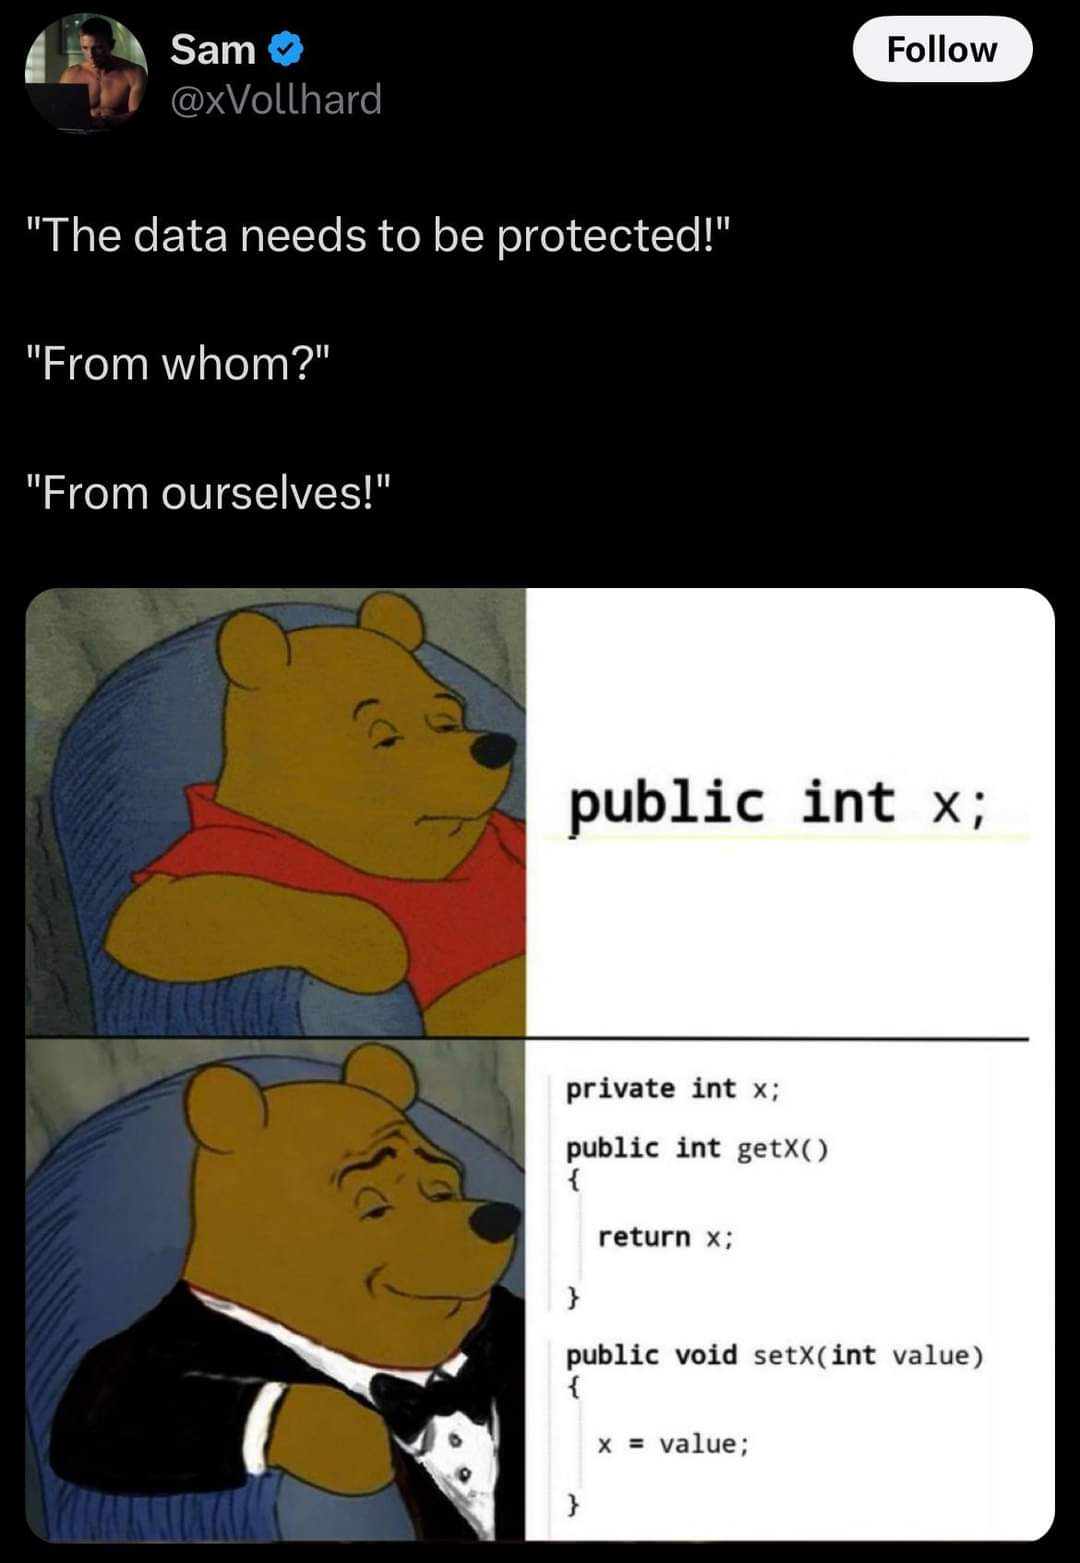 Sam
@xVollhard
Follow
"The data needs to be protected!"
"From whom?"
"From ourselves!"
public int x;
private int x;
public int getX()
{
return x;
}
public void setX(int value)
{
x = value;
}